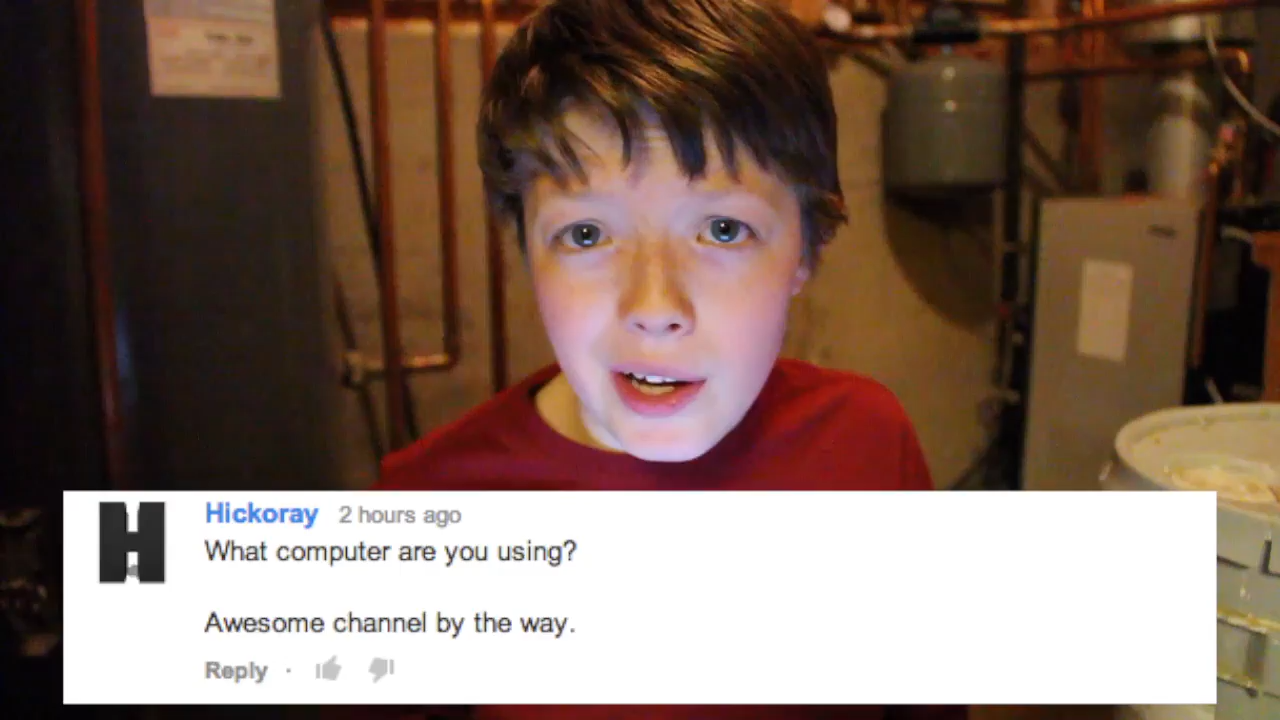 Hickoray 2 hours ago
What computer are you using?
Awesome channel by the way.
Reply